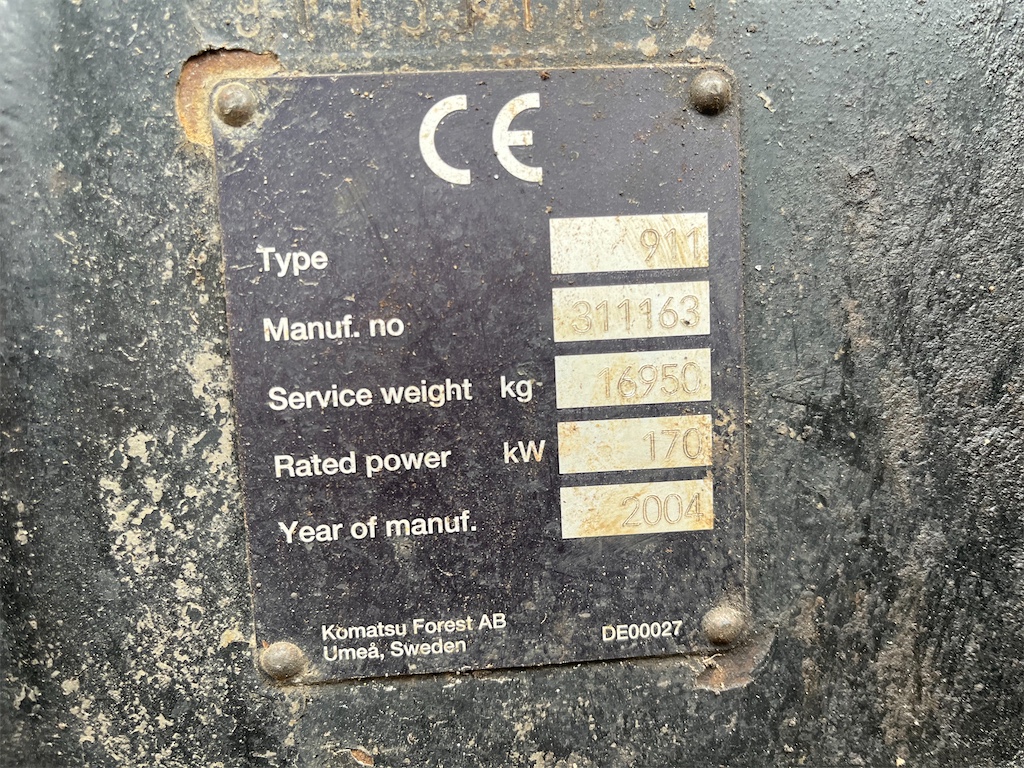 CE
Type 911
Manuf. no 311163
Service weight kg 16950
Rated power kW 170
Year of manuf. 2004
Komatsu Forest AB DE00027
Umeå, Sweden